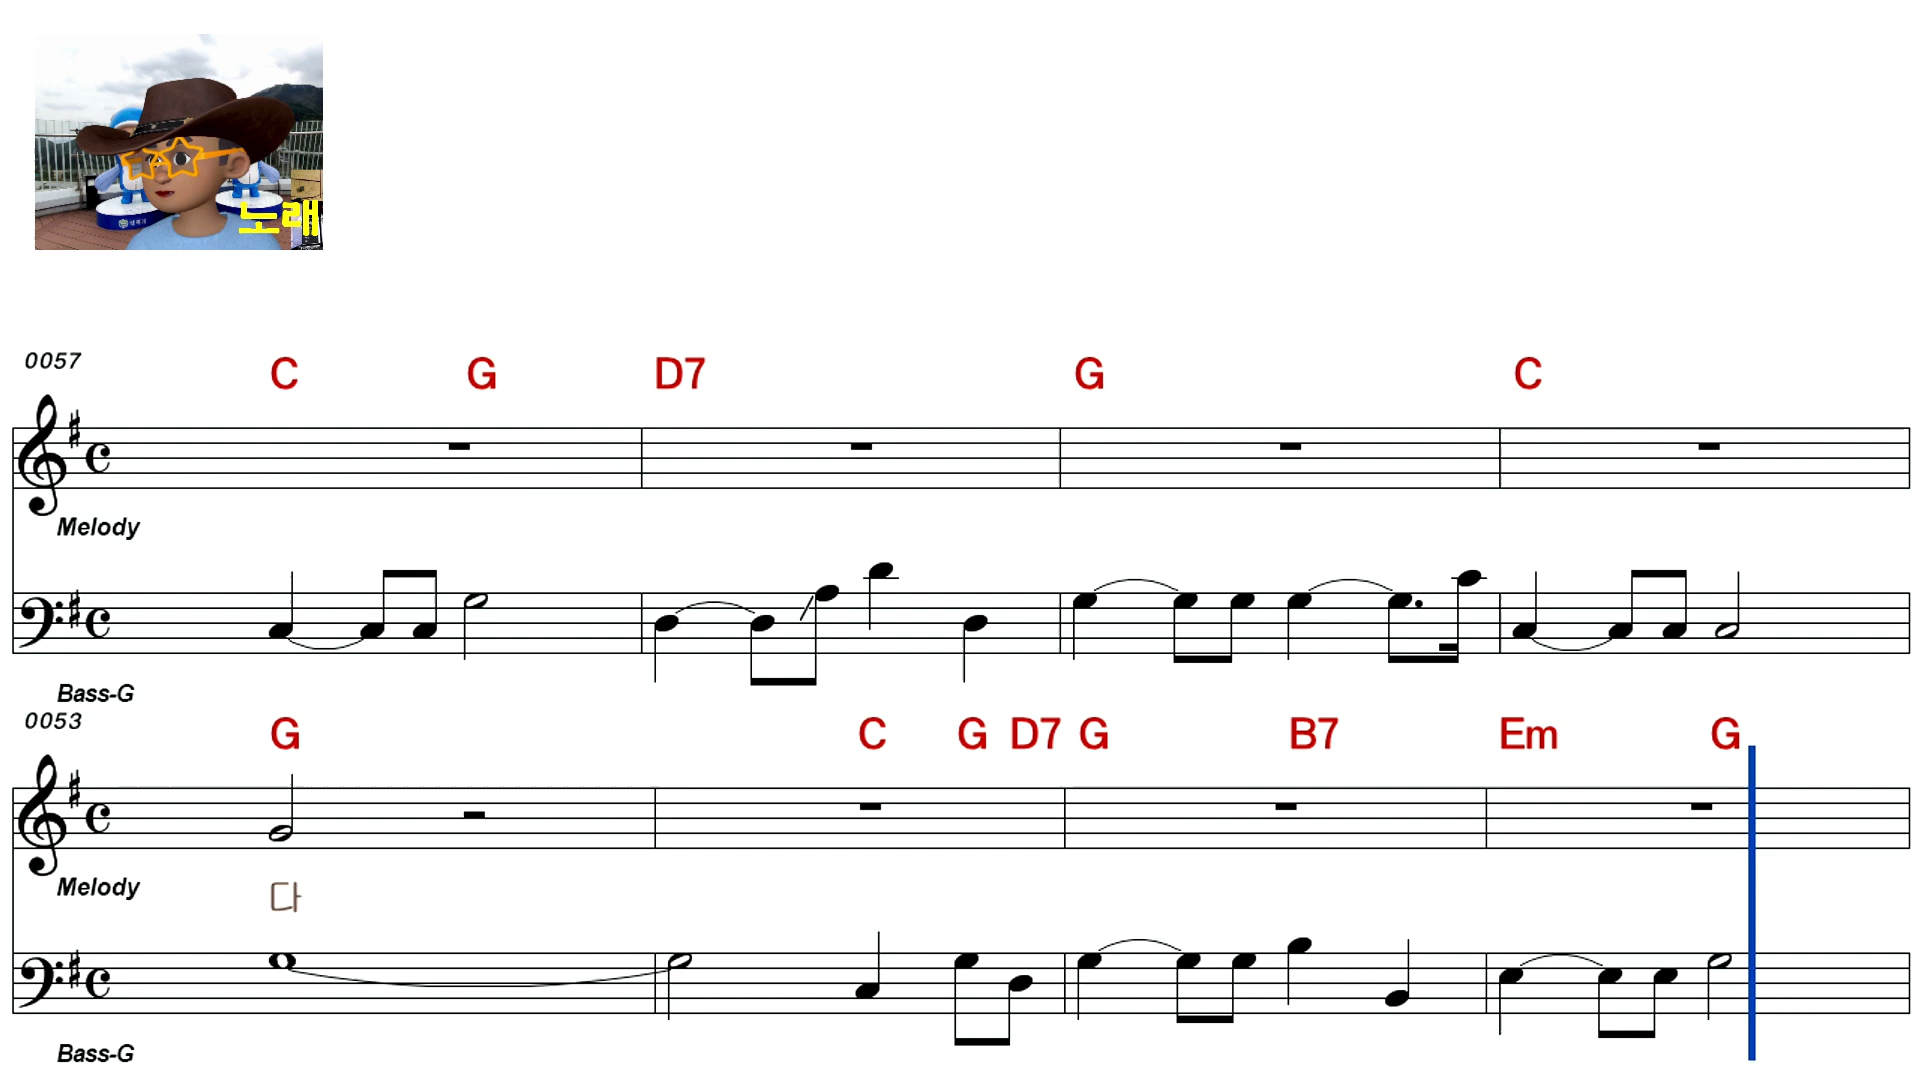 노래
0057
C G D7 G C
Melody
Bass-G
0053
G C G D7 G B7 Em G
Melody
다
Bass-G